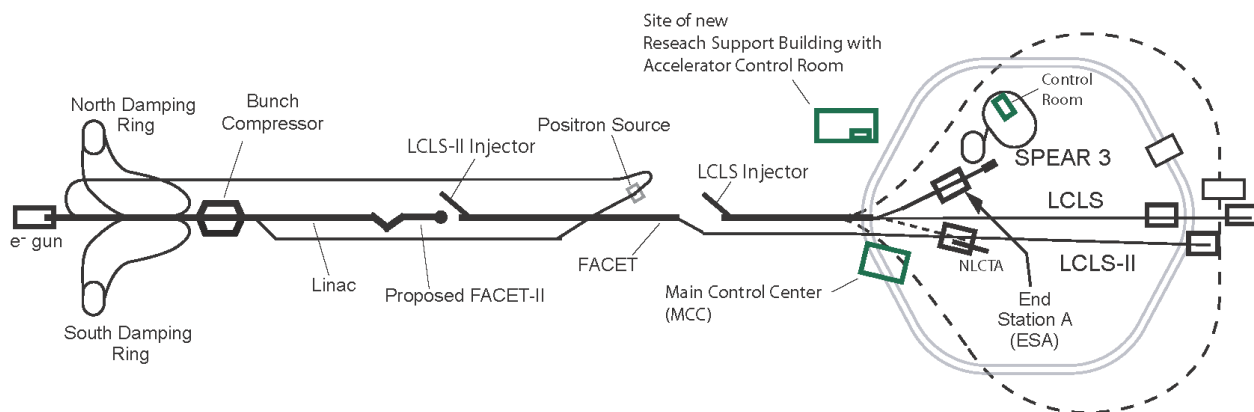 Site of new
Reseach Support Building with
Accelerator Control Room
Control
Room
North Damping
Ring
Bunch
Compressor
Positron Source
LCLS-II Injector
SPEAR 3
LCLS Injector
LCLS
e- gun
FACET
NLCTA
LCLS-II
Linac
Proposed FACET-II
Main Control Center
(MCC)
End
Station A
(ESA)
South Damping
Ring